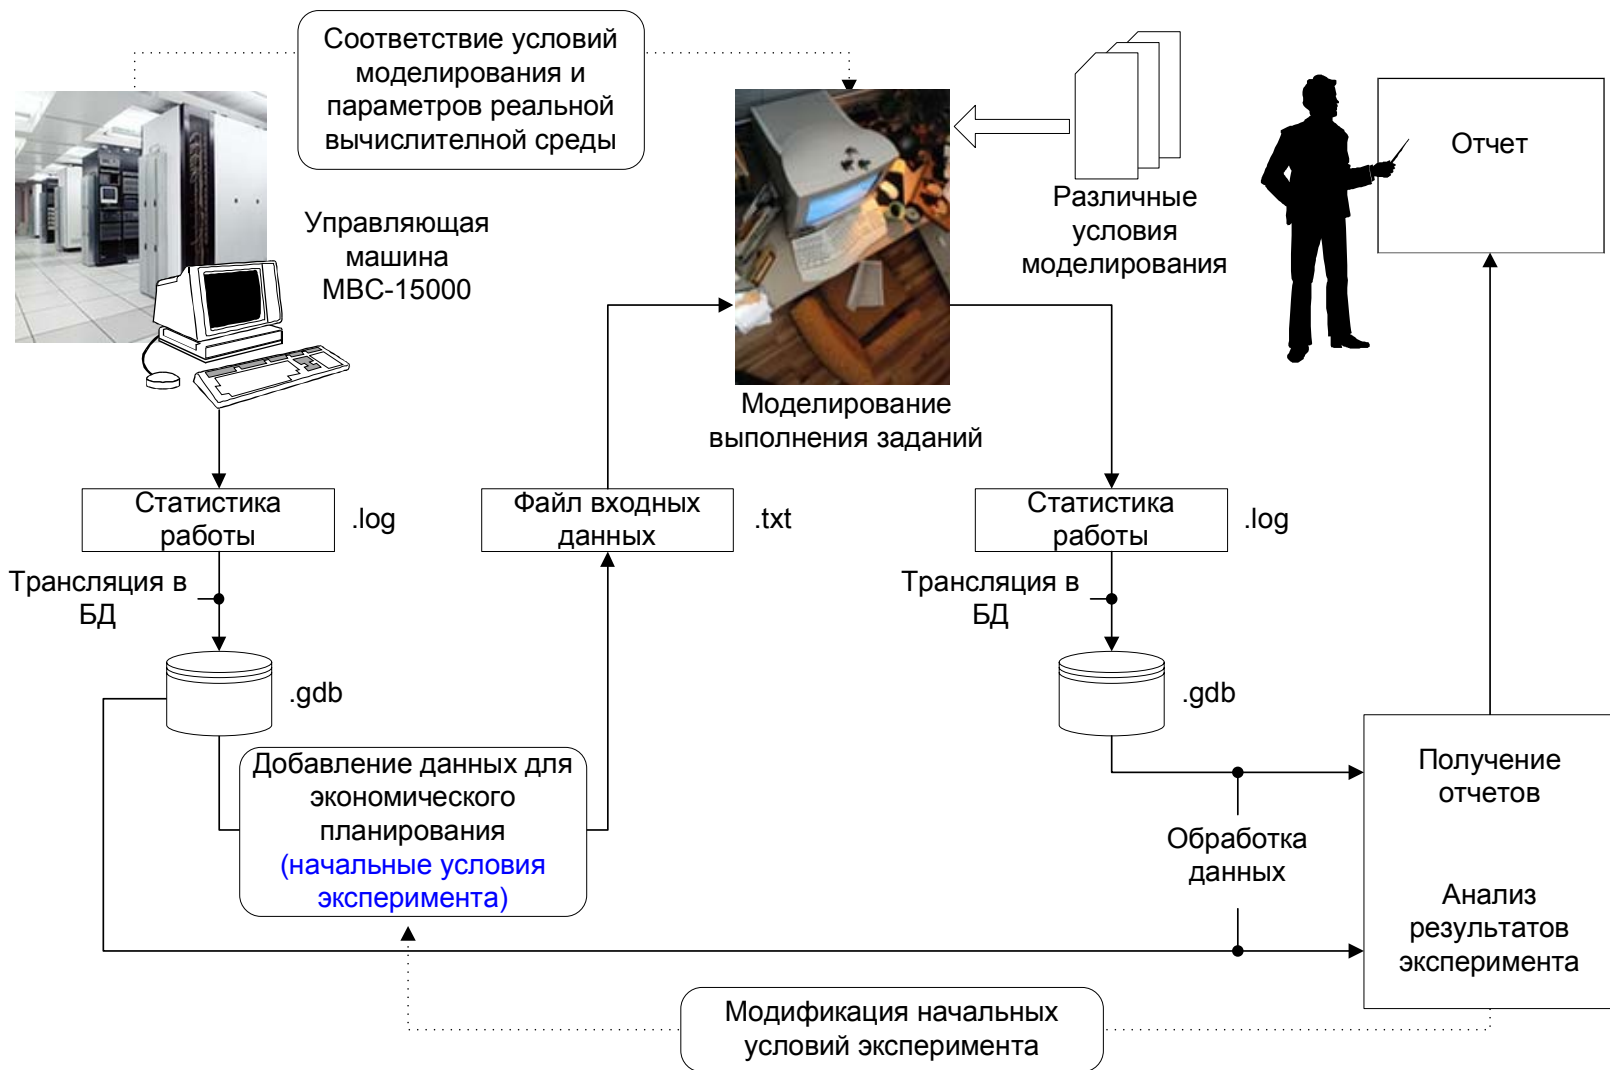 Соответствие условий
моделирования и
параметров реальной
вычислителной среды
Отчет
Различные
условия
моделирования
Управляющая
машина
МВС-15000
Моделирование
выполнения заданий
Статистика
работы
.log
Файл входных
данных
.txt
Статистика
работы
.log
Трансляция в
БД
Трансляция в
БД
.gdb
.gdb
Добавление данных для
экономического
планирования
(начальные условия
эксперимента)
Получение
отчетов
Обработка
данных
Анализ
результатов
эксперимента
Модификация начальных
условий эксперимента